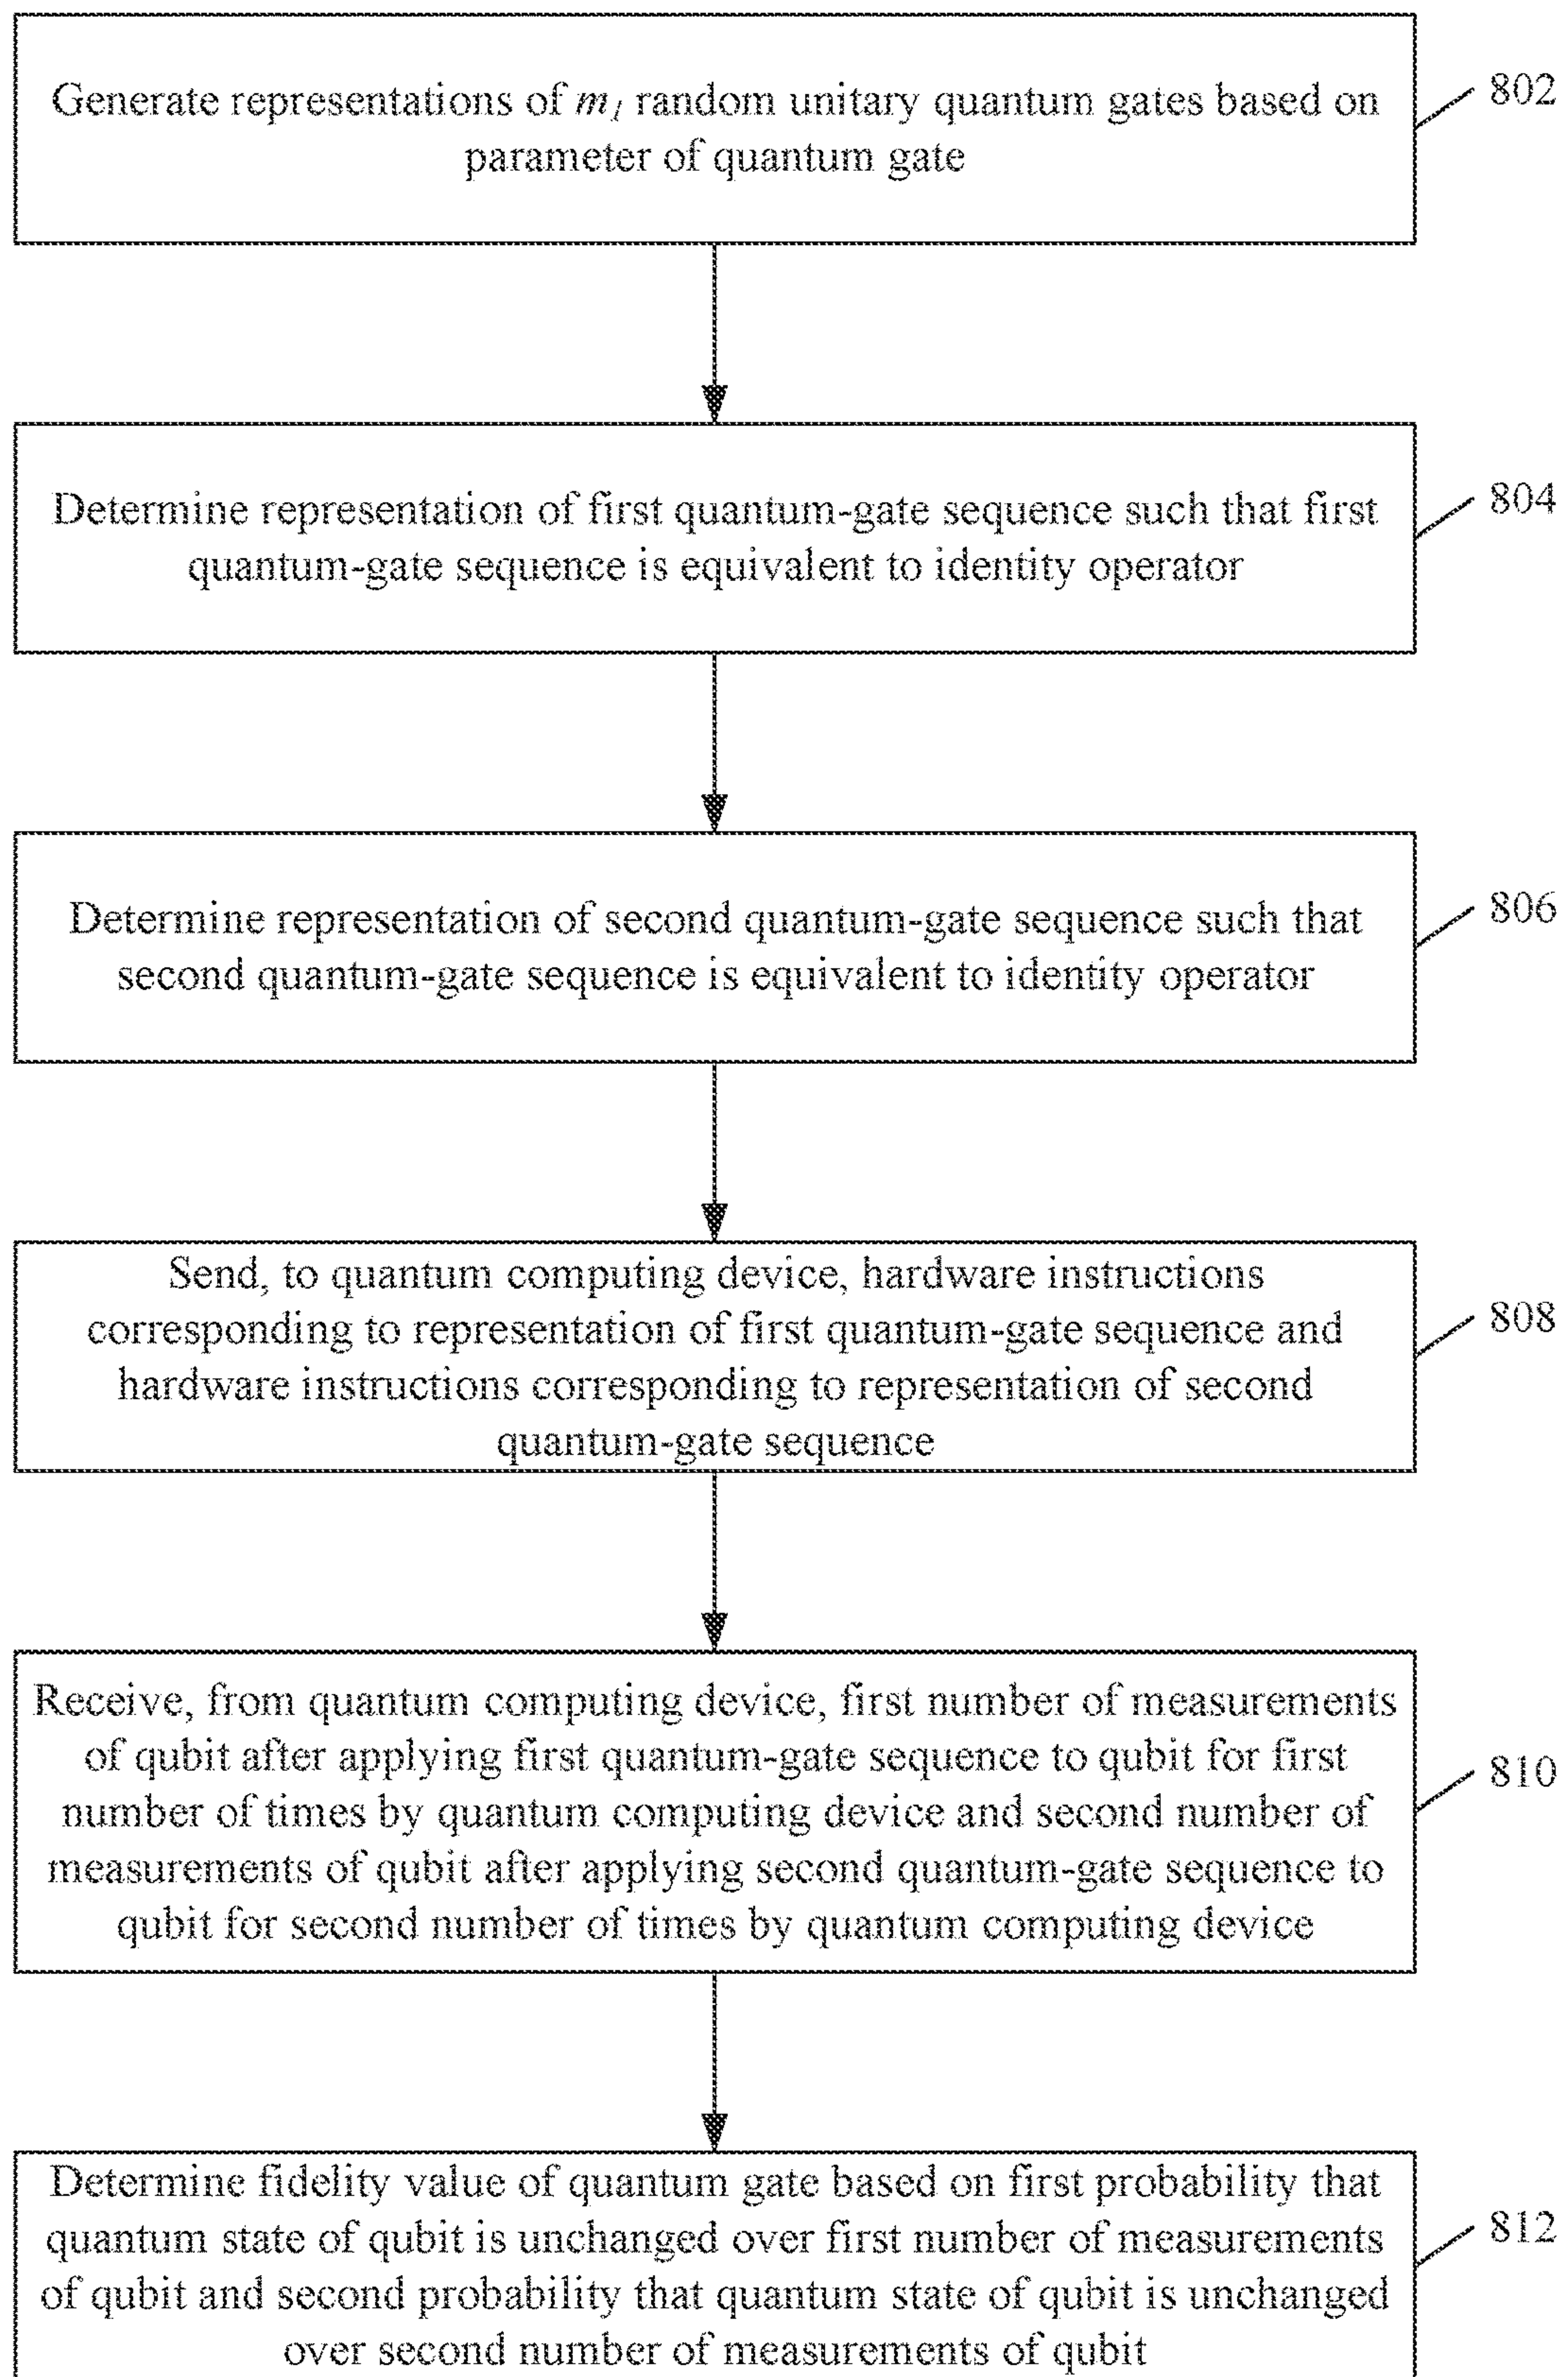 Generate representations of m₁ random unitary quantum gates based on
parameter of quantum gate
802
Determine representation of first quantum-gate sequence such that first
quantum-gate sequence is equivalent to identity operator
804
Determine representation of second quantum-gate sequence such that
second quantum-gate sequence is equivalent to identity operator
806
Send, to quantum computing device, hardware instructions
corresponding to representation of first quantum-gate sequence and
hardware instructions corresponding to representation of second
quantum-gate sequence
808
Receive, from quantum computing device, first number of measurements
of qubit after applying first quantum-gate sequence to qubit for first
number of times by quantum computing device and second number of
measurements of qubit after applying second quantum-gate sequence to
qubit for second number of times by quantum computing device
810
Determine fidelity value of quantum gate based on first probability that
quantum state of qubit is unchanged over first number of measurements
of qubit and second probability that quantum state of qubit is unchanged
over second number of measurements of qubit
812